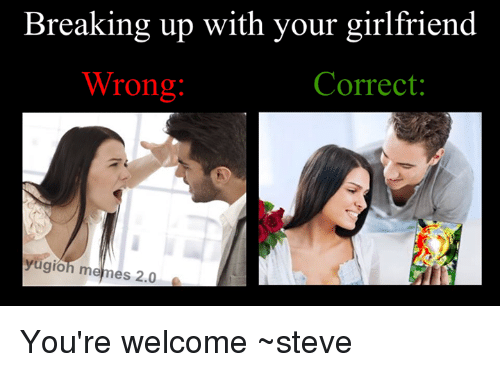 Breaking up with your girlfriend
Wrong:
Correct:
yugioh memes 2.0
You're welcome ~steve